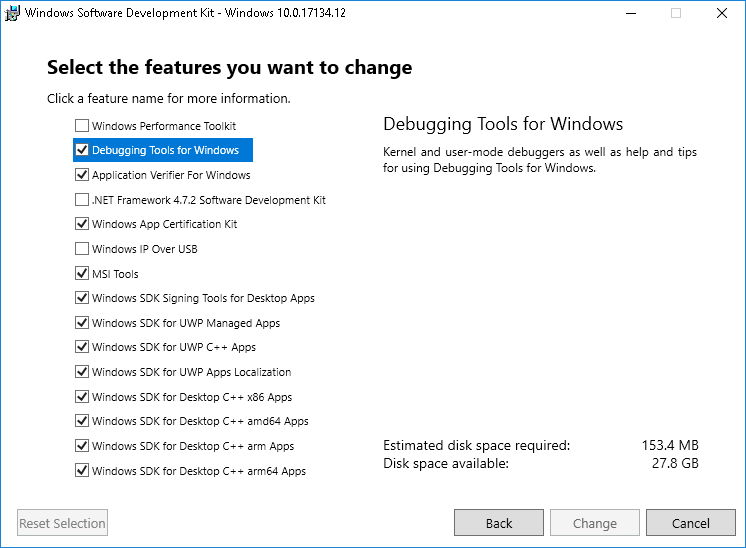 Windows Software Development Kit - Windows 10.0.17134.12
Select the features you want to change
Click a feature name for more information.
Windows Performance Toolkit
Debugging Tools for Windows
Application Verifier For Windows
.NET Framework 4.7.2 Software Development Kit
Windows App Certification Kit
Windows IP Over USB
MSI Tools
Windows SDK Signing Tools for Desktop Apps
Windows SDK for UWP Managed Apps
Windows SDK for UWP C++ Apps
Windows SDK for UWP Apps Localization
Windows SDK for Desktop C++ x86 Apps
Windows SDK for Desktop C++ amd64 Apps
Windows SDK for Desktop C++ arm Apps
Windows SDK for Desktop C++ arm64 Apps
Debugging Tools for Windows
Kernel and user-mode debuggers as well as help and tips
for using Debugging Tools for Windows.
Estimated disk space required: 153.4 MB
Disk space available: 27.8 GB
Reset Selection
Back
Change
Cancel